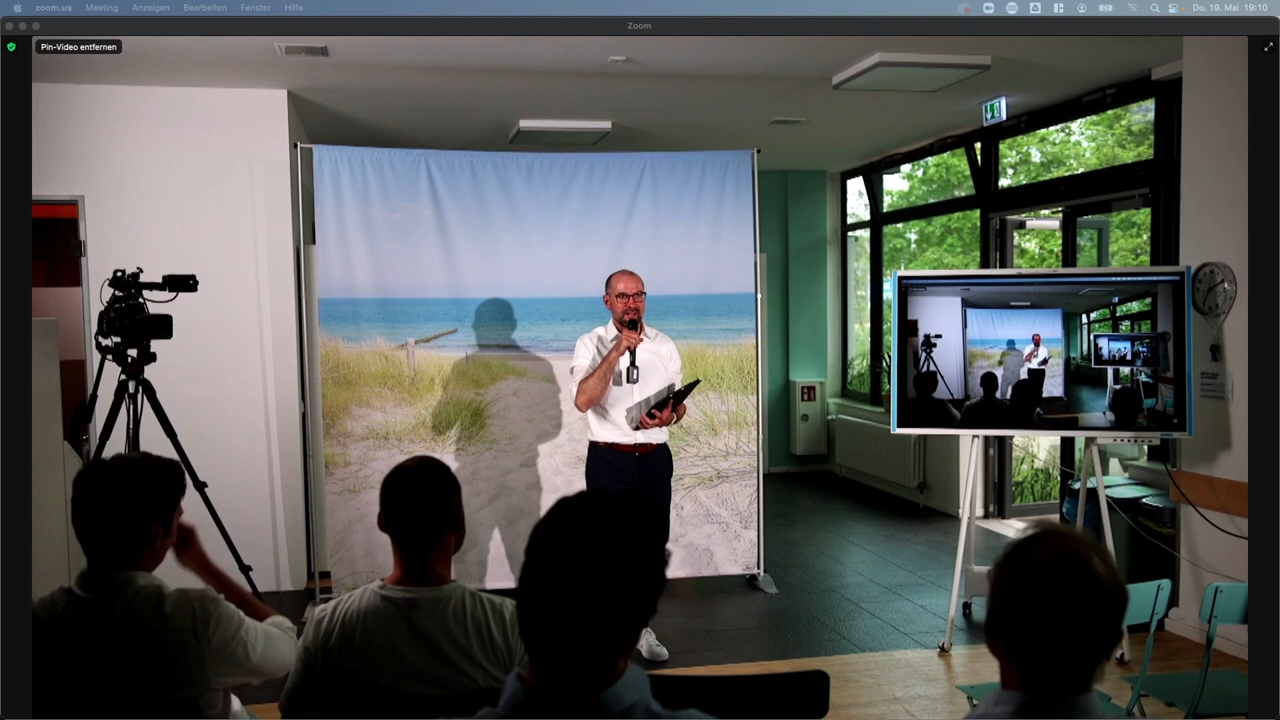 zoom.us Meeting Anzeigen Bearbeiten Fenster Hilfe Do. 19. Mai 19:10
Zoom
Pin-Video entfernen